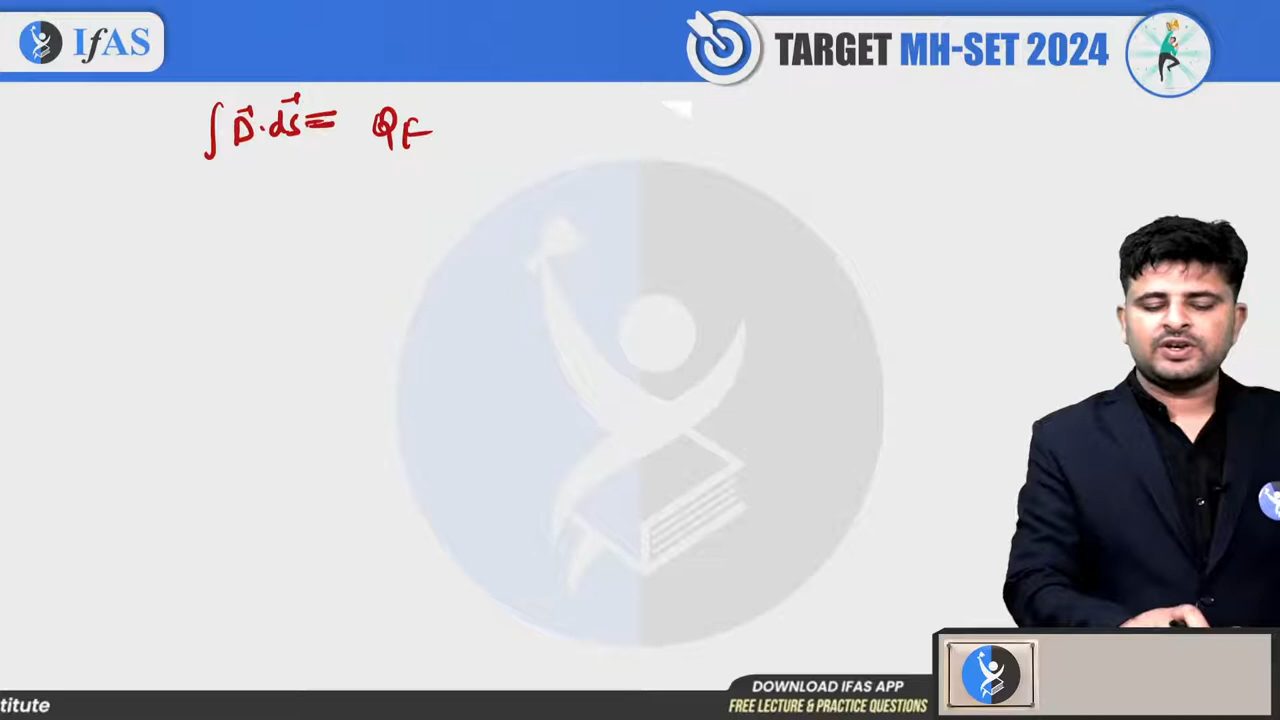 IFAS
TARGET MH-SET 2024
∫ D⃗·ds⃗ = QF
DOWNLOAD IFAS APP
FREE LECTURE & PRACTICE QUESTIONS
titute